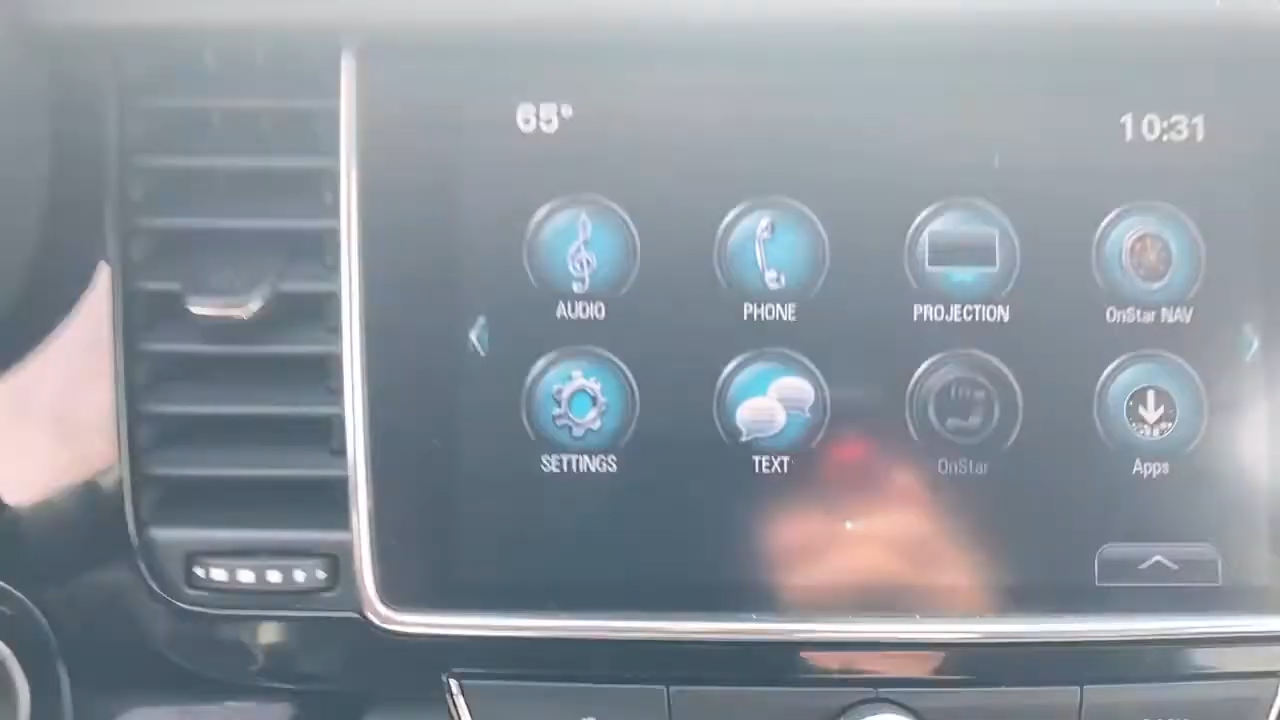 65° 10:31
AUDIO PHONE PROJECTION OnStar NAV
SETTINGS TEXT OnStar Apps